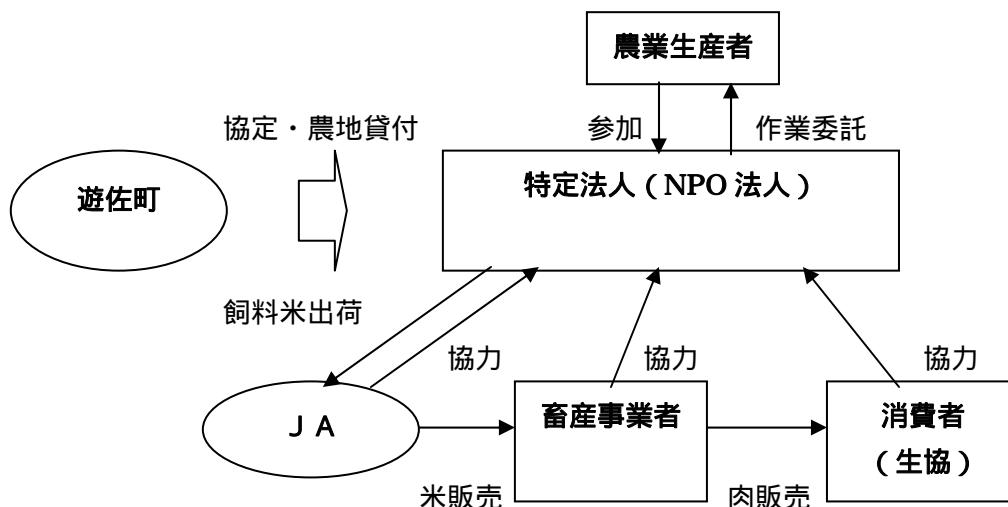 農業生産者
協定・農地貸付
参加
作業委託
遊佐町
特定法人（NPO 法人）
飼料米出荷
協力
協力
協力
ＪＡ
畜産事業者
消費者
（生協）
米販売
肉販売